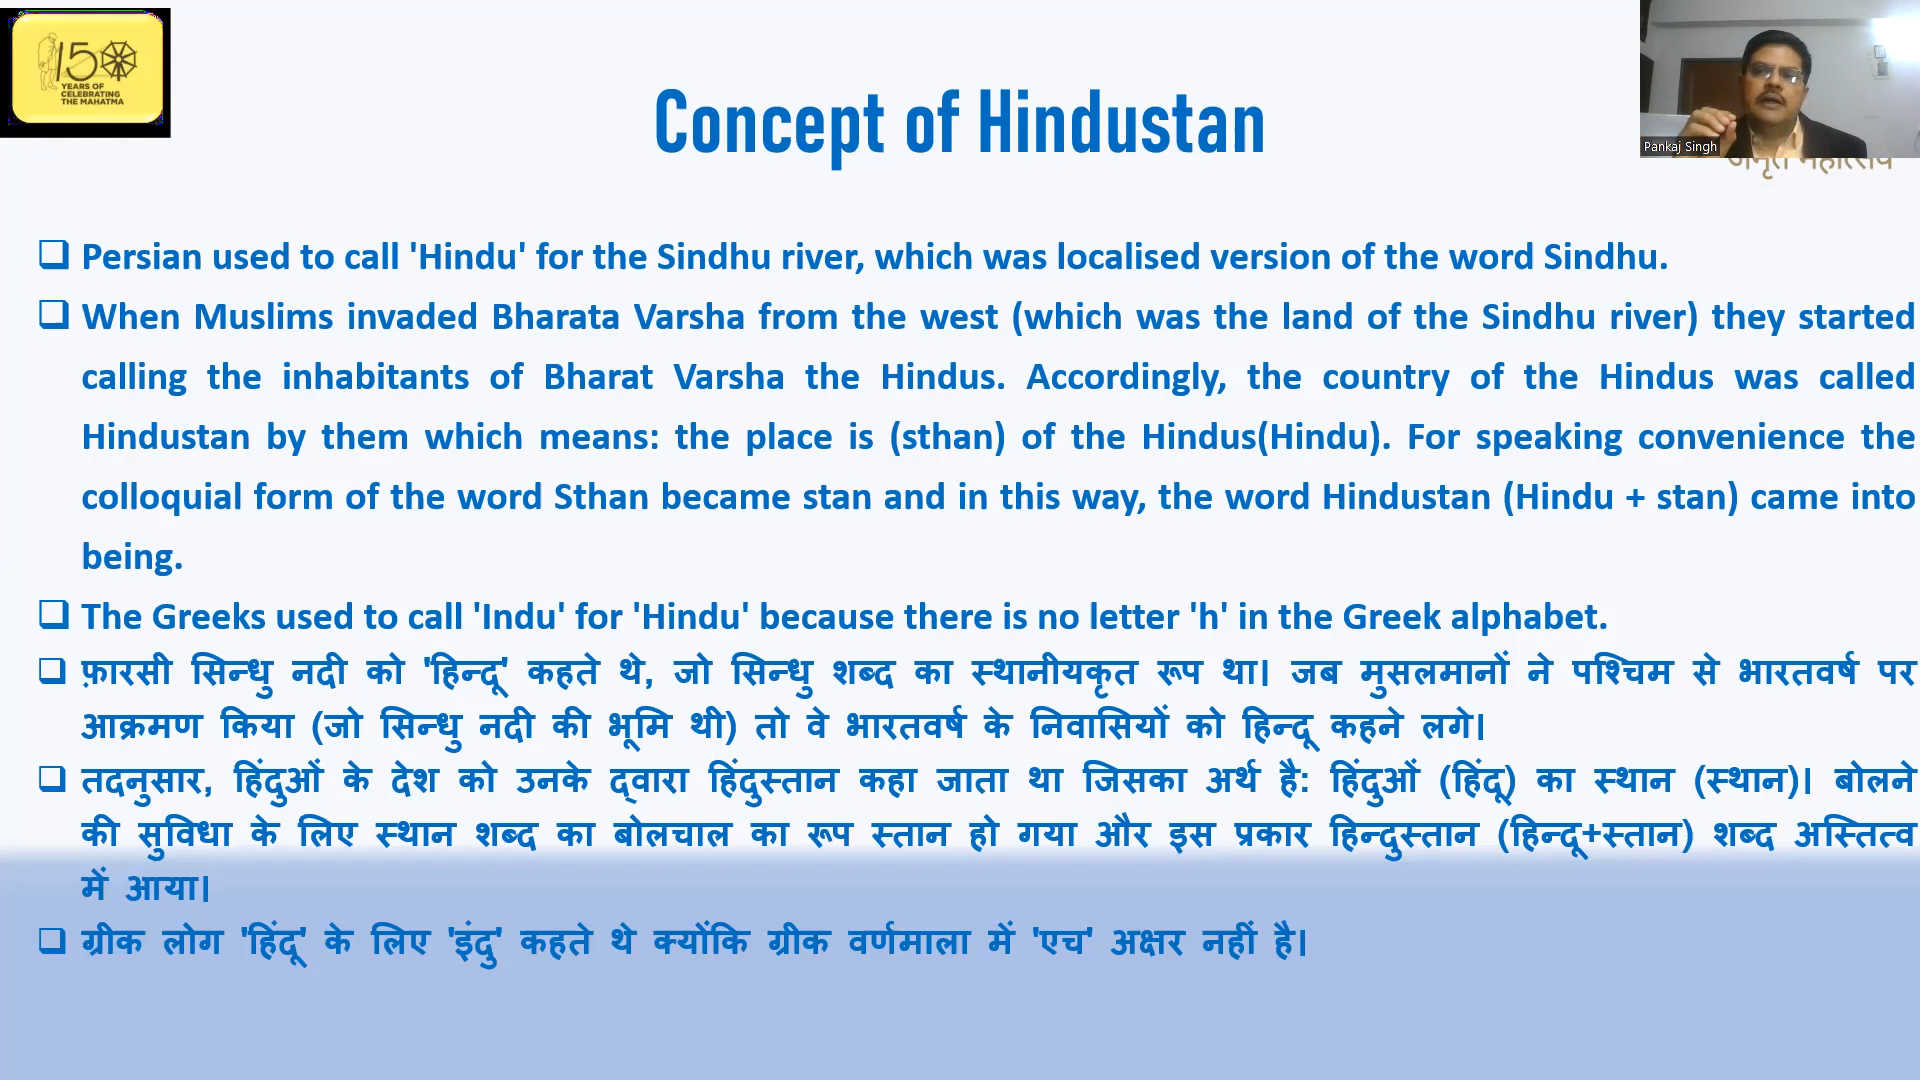 150
YEARS OF
CELEBRATING
THE MAHATMA
Concept of Hindustan
Pankaj Singh
अमृत महोत्सव
Persian used to call 'Hindu' for the Sindhu river, which was localised version of the word Sindhu.
When Muslims invaded Bharata Varsha from the west (which was the land of the Sindhu river) they started
calling the inhabitants of Bharat Varsha the Hindus. Accordingly, the country of the Hindus was called
Hindustan by them which means: the place is (sthan) of the Hindus(Hindu). For speaking convenience the
colloquial form of the word Sthan became stan and in this way, the word Hindustan (Hindu + stan) came into
being.
The Greeks used to call 'Indu' for 'Hindu' because there is no letter 'h' in the Greek alphabet.
फ़ारसी सिन्धु नदी को 'हिन्दू' कहते थे, जो सिन्धु शब्द का स्थानीयकृत रूप था। जब मुसलमानों ने पश्चिम से भारतवर्ष पर
आक्रमण किया (जो सिन्धु नदी की भूमि थी) तो वे भारतवर्ष के निवासियों को हिन्दू कहने लगे।
तदनुसार, हिंदुओं के देश को उनके द्वारा हिंदुस्तान कहा जाता था जिसका अर्थ है: हिंदुओं (हिंदू) का स्थान (स्थान)। बोलने
की सुविधा के लिए स्थान शब्द का बोलचाल का रूप स्तान हो गया और इस प्रकार हिन्दुस्तान (हिन्दू+स्तान) शब्द अस्तित्व
में आया।
ग्रीक लोग 'हिंदू' के लिए 'इंदु' कहते थे क्योंकि ग्रीक वर्णमाला में 'एच' अक्षर नहीं है।